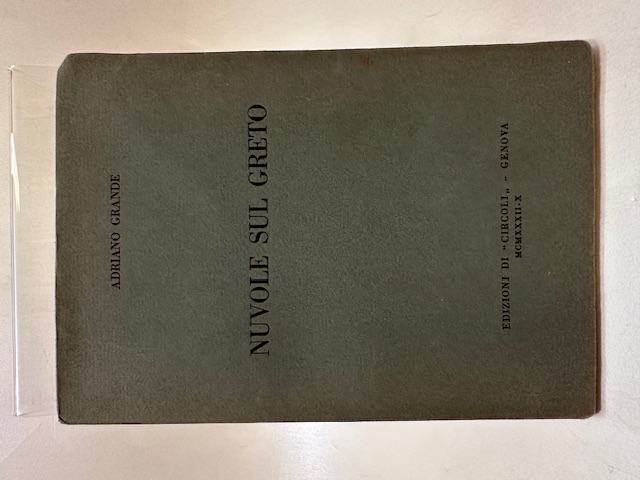 ADRIANO GRANDE
NUVOLE SUL GRETO
EDIZIONI DI "CIRCOLI„ - GENOVA
MCMXXXII-X